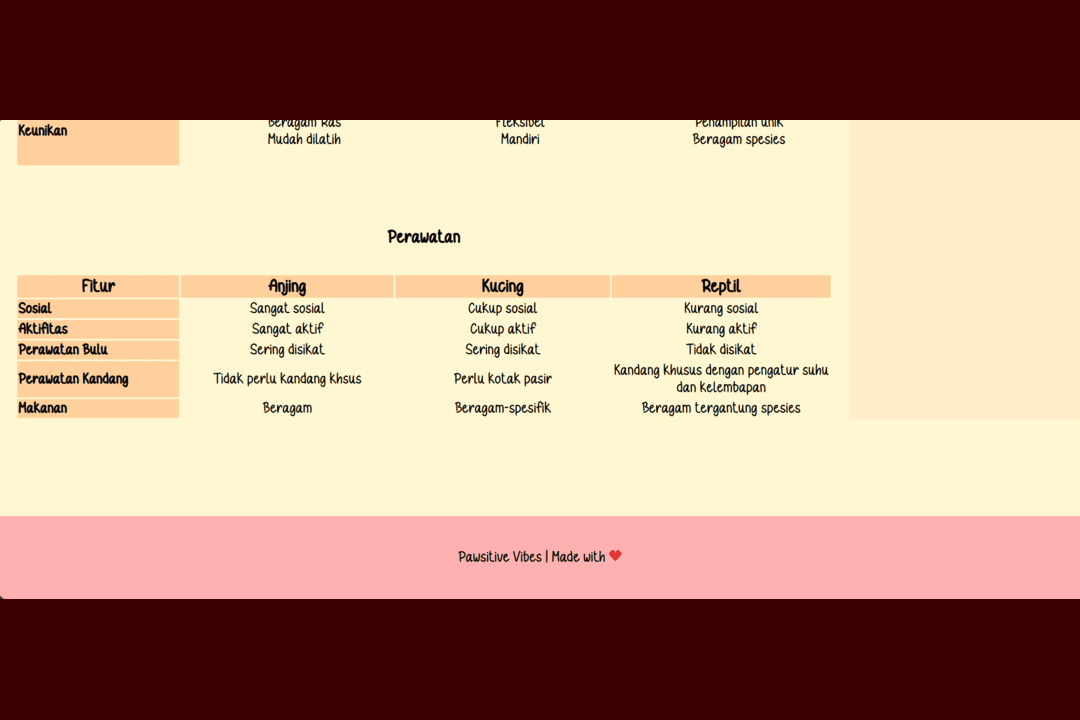 Keunikan
Beragam Ras Fleksibel Penampilan unik
Mudah dilatih Mandiri Beragam spesies
Perawatan
Fitur Anjing Kucing Reptil
Sosial Sangat sosial Cukup sosial Kurang sosial
Aktifitas Sangat aktif Cukup aktif Kurang aktif
Perawatan Bulu Sering disikat Sering disikat Tidak disikat
Perawatan Kandang Tidak perlu kandang khsus Perlu kotak pasir Kandang khusus dengan pengatur suhu
dan kelembapan
Makanan Beragam Beragam-spesifik Beragam tergantung spesies
Pawsitive Vibes | Made with ❤